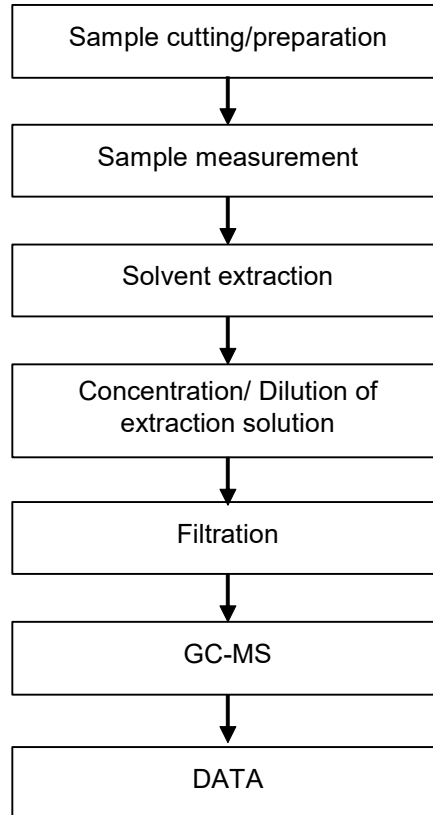 Sample cutting/preparation
Sample measurement
Solvent extraction
Concentration/ Dilution of
extraction solution
Filtration
GC-MS
DATA